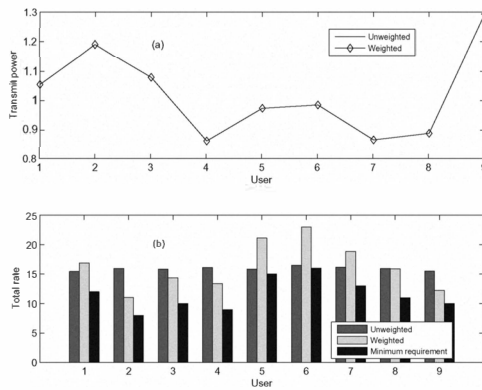 1.3
1.2
1.1
1
0.9
0.8
Transmit power
(a)
Unweighted
Weighted
1 2 3 4 5 6 7 8 9
User
25
20
15
10
5
0
Total rate
(b)
Unweighted
Weighted
Minimum requirement
1 2 3 4 5 6 7 8 9
User